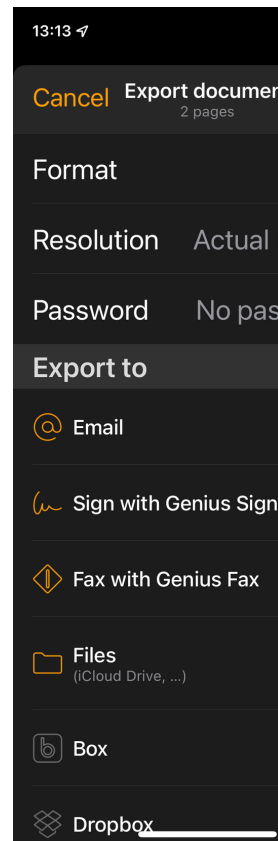 13:13
Cancel Export documen
2 pages
Format
Resolution Actual
Password No pas
Export to
Email
Sign with Genius Sign
Fax with Genius Fax
Files
(iCloud Drive, ...)
Box
Dropbox